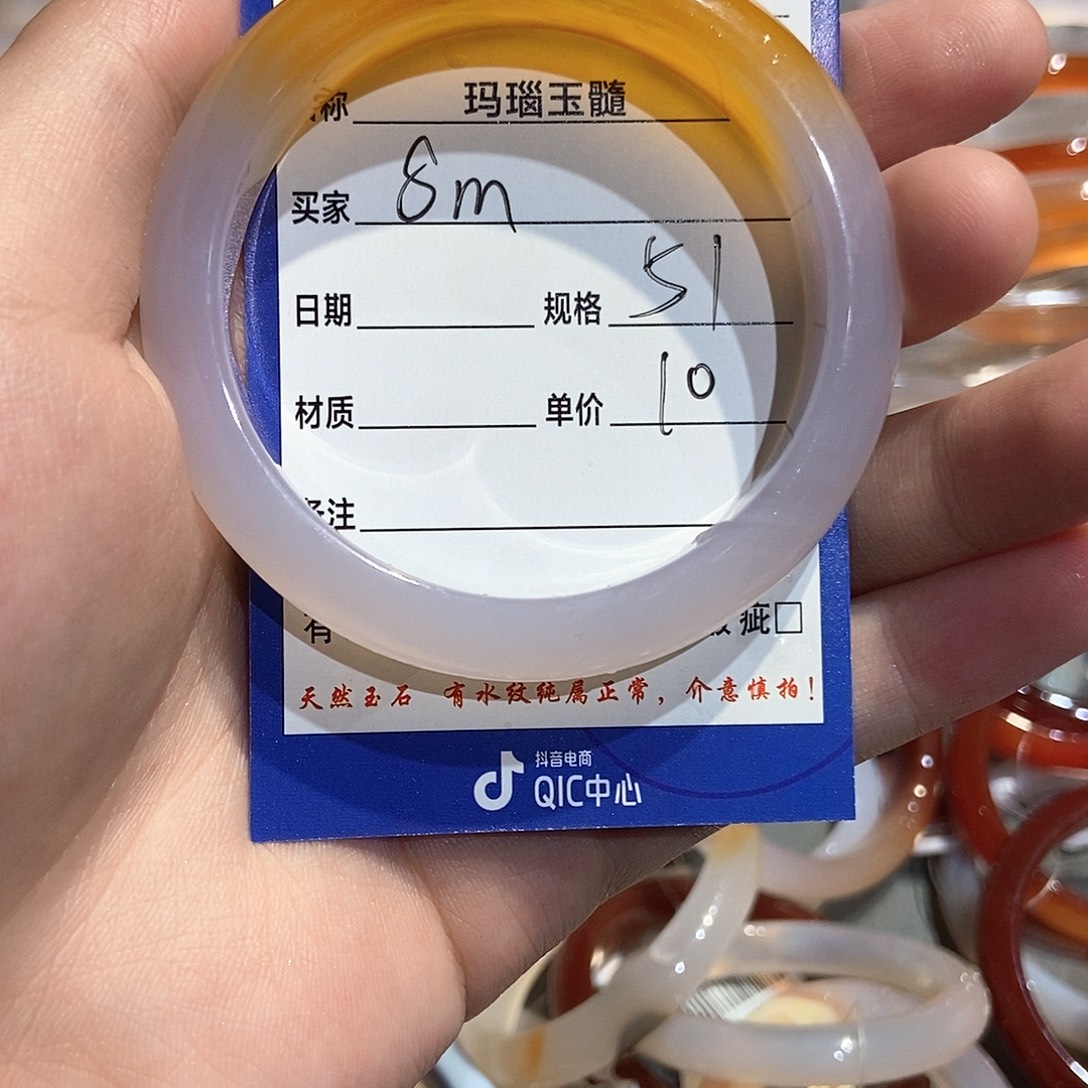 称 玛瑙玉髓
买家 8m
日期 规格 51
材质 单价 10
注
有 疵□
天然玉石 有水纹纯属正常，介意慎拍！
抖音电商
QIC中心